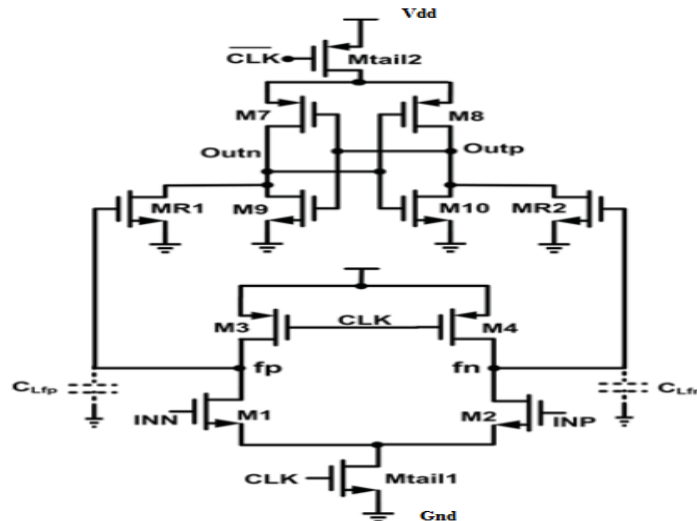 Vdd
CLK
Mtail2
M7
M8
Outn
Outp
MR1
M9
M10
MR2
M3
CLK
M4
fp
fn
CLfp
CLfn
INN
M1
M2
INP
CLK
Mtail1
Gnd